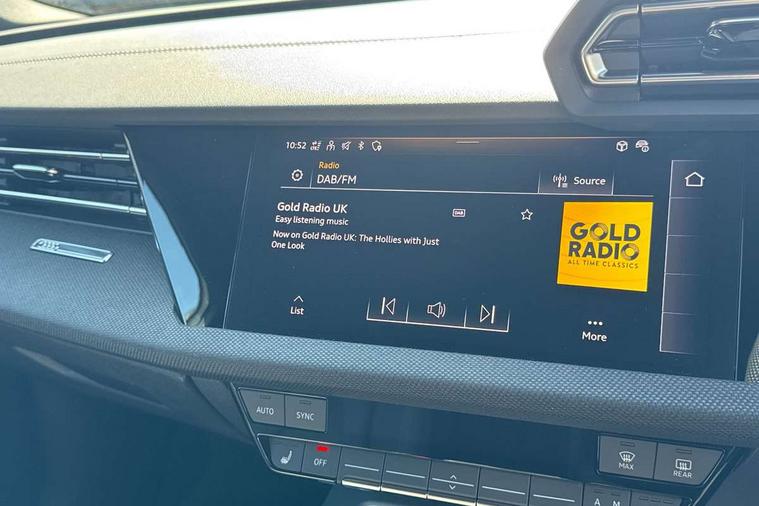 10:52
Radio
DAB/FM
Source
Gold Radio UK
DAB
Easy listening music
Now on Gold Radio UK: The Hollies with Just
One Look
GOLD
RADIO
ALL TIME CLASSICS
List
More
AUTO
SYNC
OFF
MAX
REAR
A